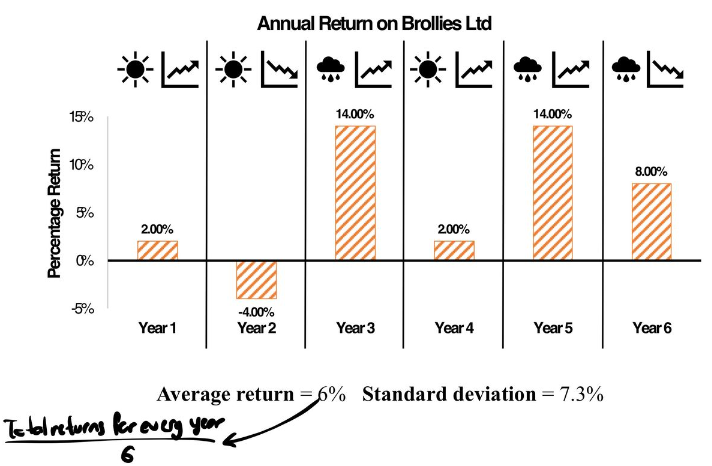 Annual Return on Brollies Ltd
Percentage Return
15%
10%
5%
0%
-5%
2.00%
-4.00%
14.00%
2.00%
14.00%
8.00%
Year 1
Year 2
Year 3
Year 4
Year 5
Year 6
Average return = 6% Standard deviation = 7.3%
Total returns for every year
6